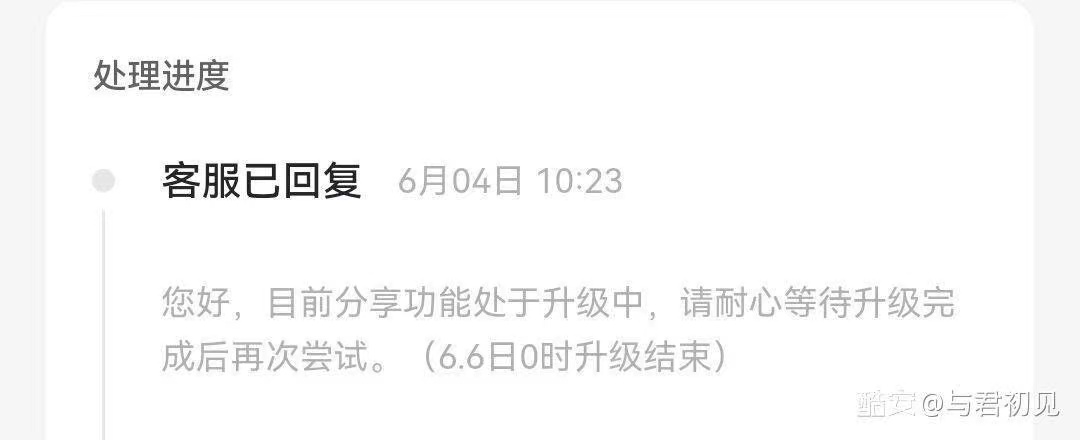 处理进度
客服已回复 6月04日 10:23
您好，目前分享功能处于升级中，请耐心等待升级完
成后再次尝试。（6.6日0时升级结束）
酷安@与君初见